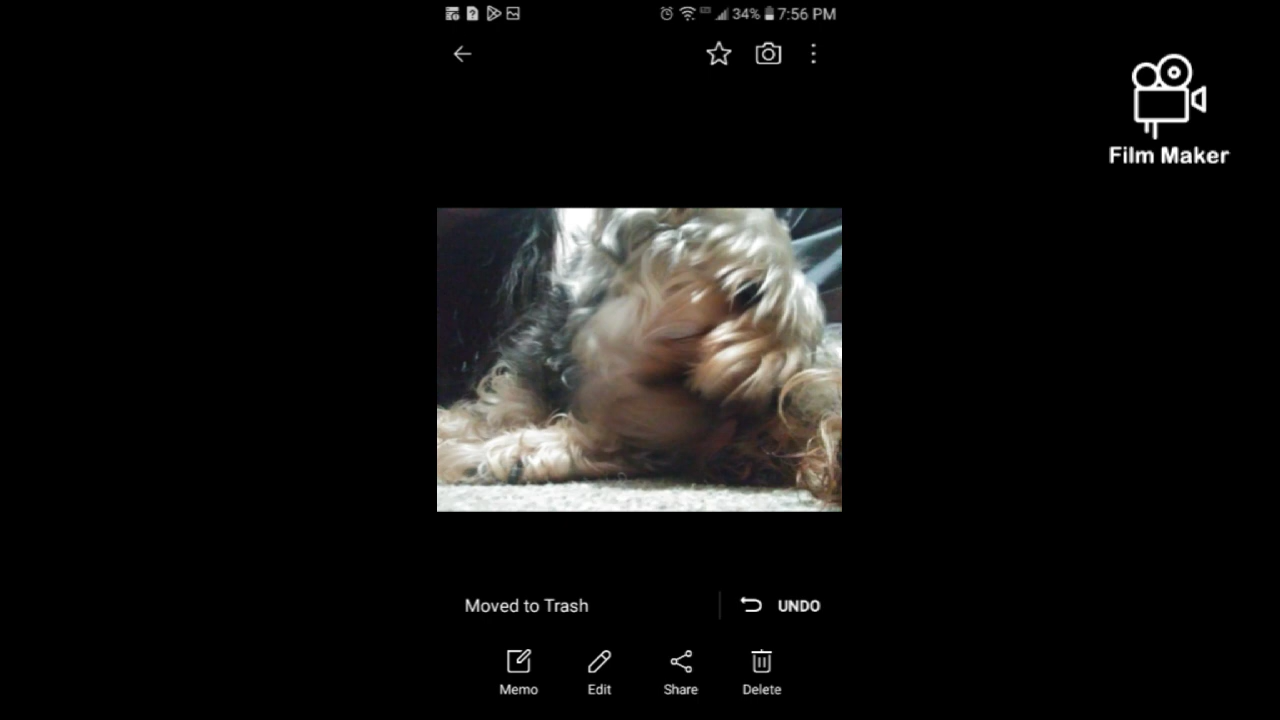 34% 7:56 PM
Film Maker
Moved to Trash
UNDO
Memo Edit Share Delete